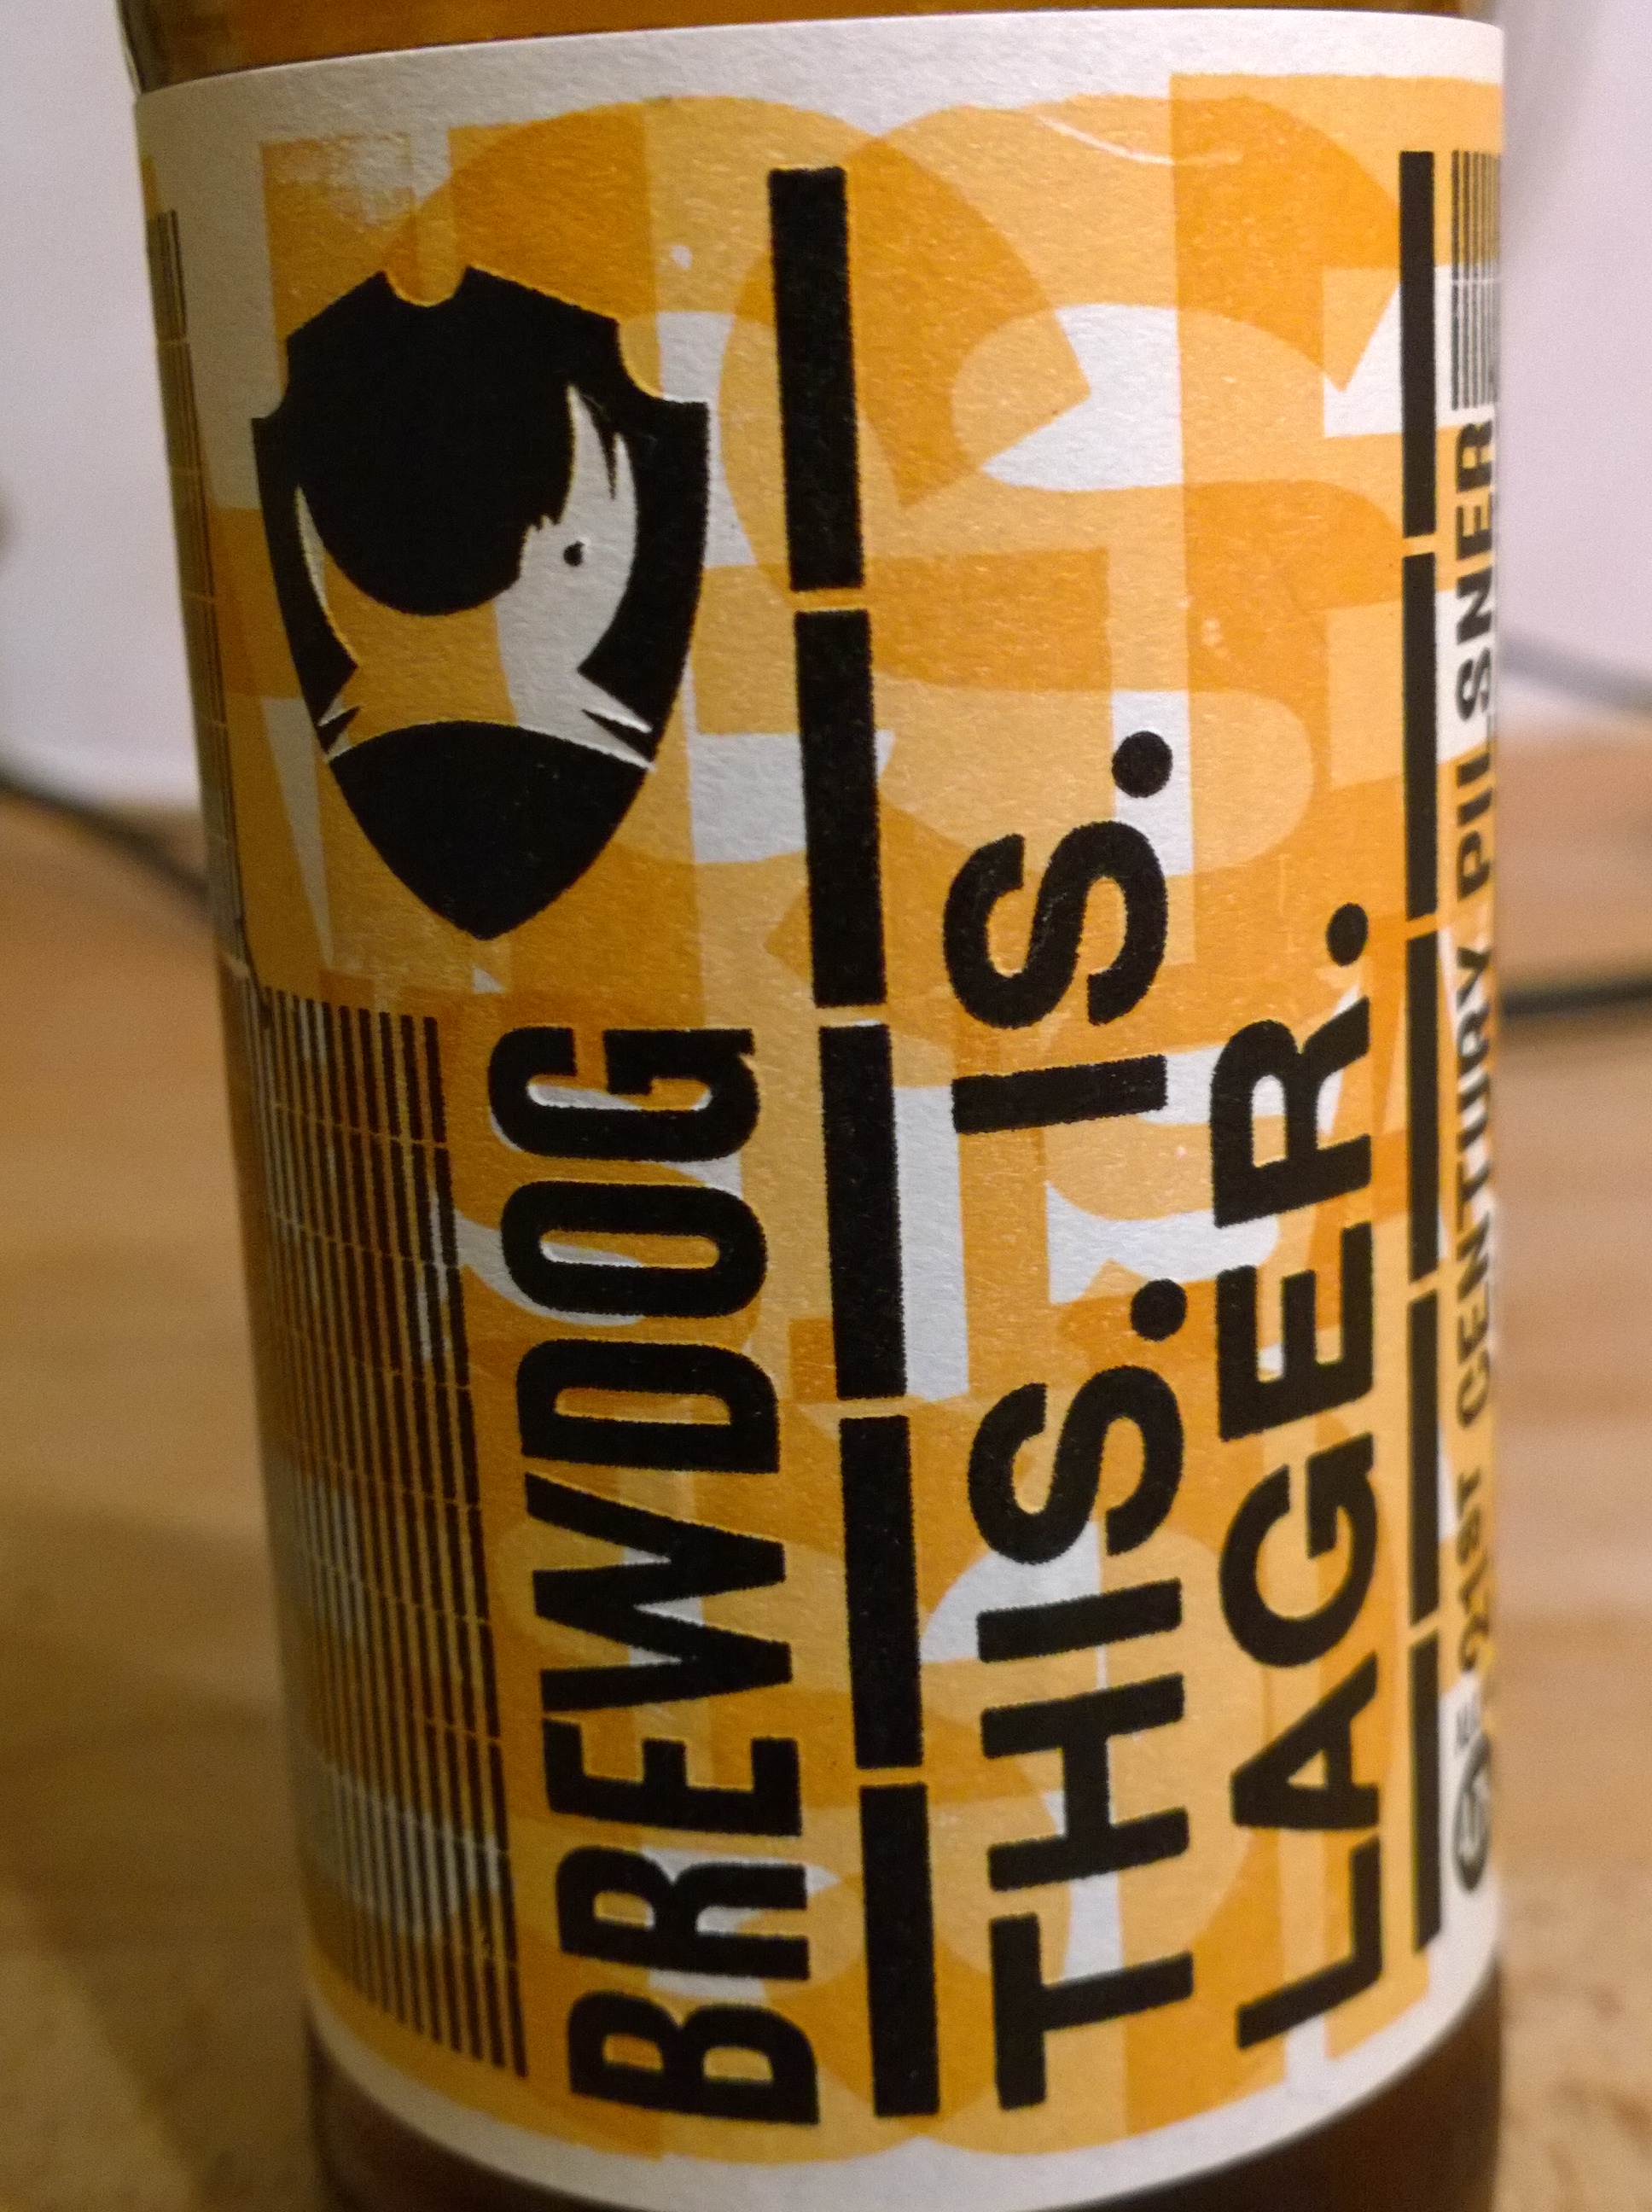 BREWDOG
THIS. IS.
LAGER.
21ST CENTURY PILSNER